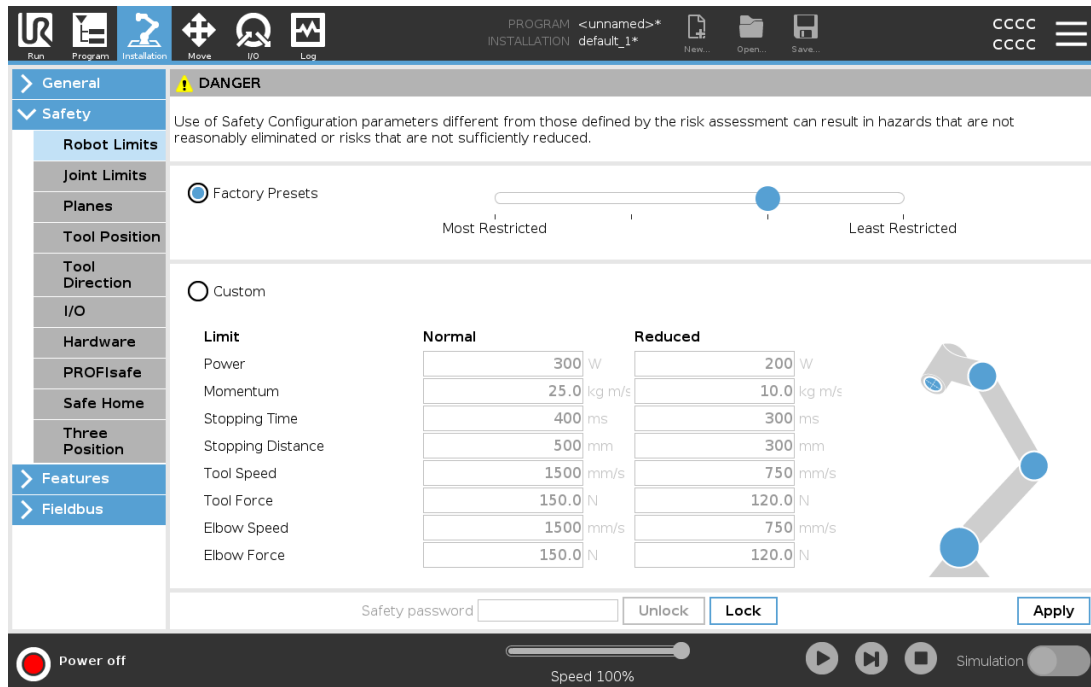 PROGRAM <unnamed>*
INSTALLATION default_1*
CCCC
CCCC
Run Program Installation Move I/O Log New... Open... Save...
General
Safety
Robot Limits
Joint Limits
Planes
Tool Position
Tool
Direction
I/O
Hardware
PROFIsafe
Safe Home
Three
Position
Features
Fieldbus
DANGER
Use of Safety Configuration parameters different from those defined by the risk assessment can result in hazards that are not
reasonably eliminated or risks that are not sufficiently reduced.
Factory Presets
Most Restricted Least Restricted
Custom
Limit Normal Reduced
Power 300 W 200 W
Momentum 25.0 kg m/s 10.0 kg m/s
Stopping Time 400 ms 300 ms
Stopping Distance 500 mm 300 mm
Tool Speed 1500 mm/s 750 mm/s
Tool Force 150.0 N 120.0 N
Elbow Speed 1500 mm/s 750 mm/s
Elbow Force 150.0 N 120.0 N
Safety password Unlock Lock Apply
Power off
Speed 100%
Simulation